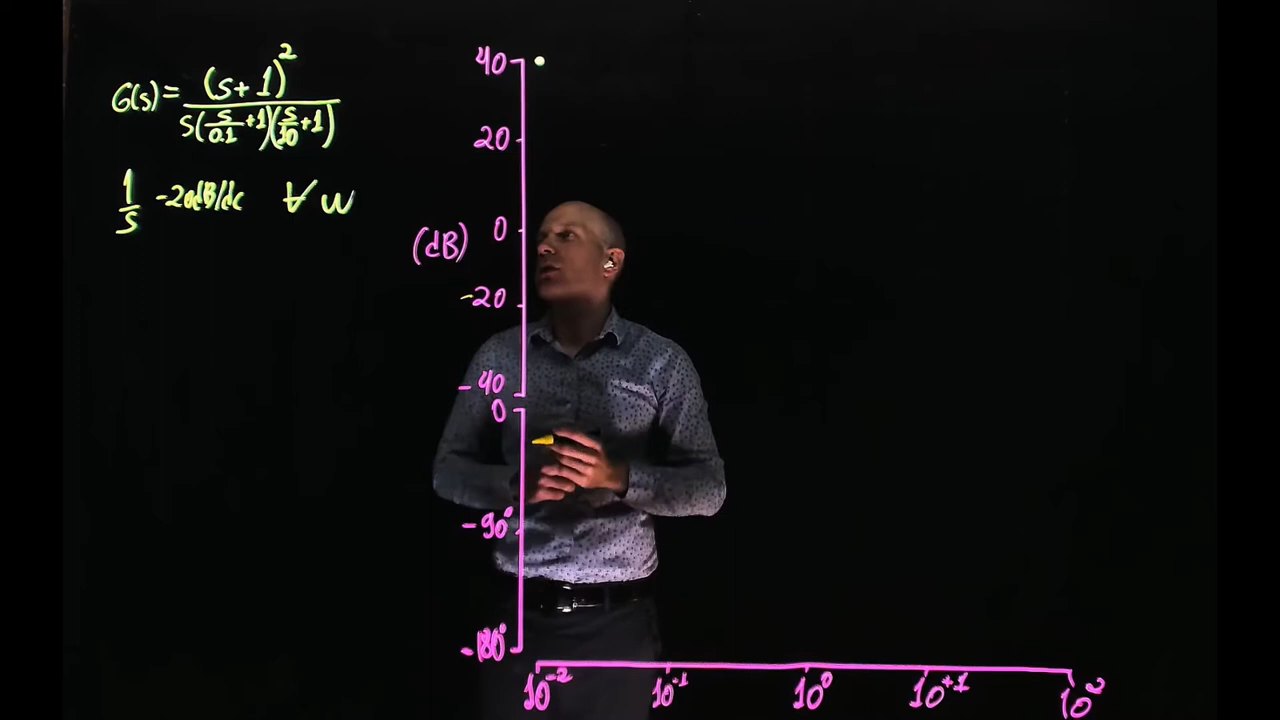 G(s) = (s+1)^2 / s(s/0.1 +1)(s/10 +1)
1/s -20dB/dc ∀ w
40
20
(dB) 0
-20
-40
0
-90°
-180°
10^-2 10^-1 10^0 10^+1 10^2